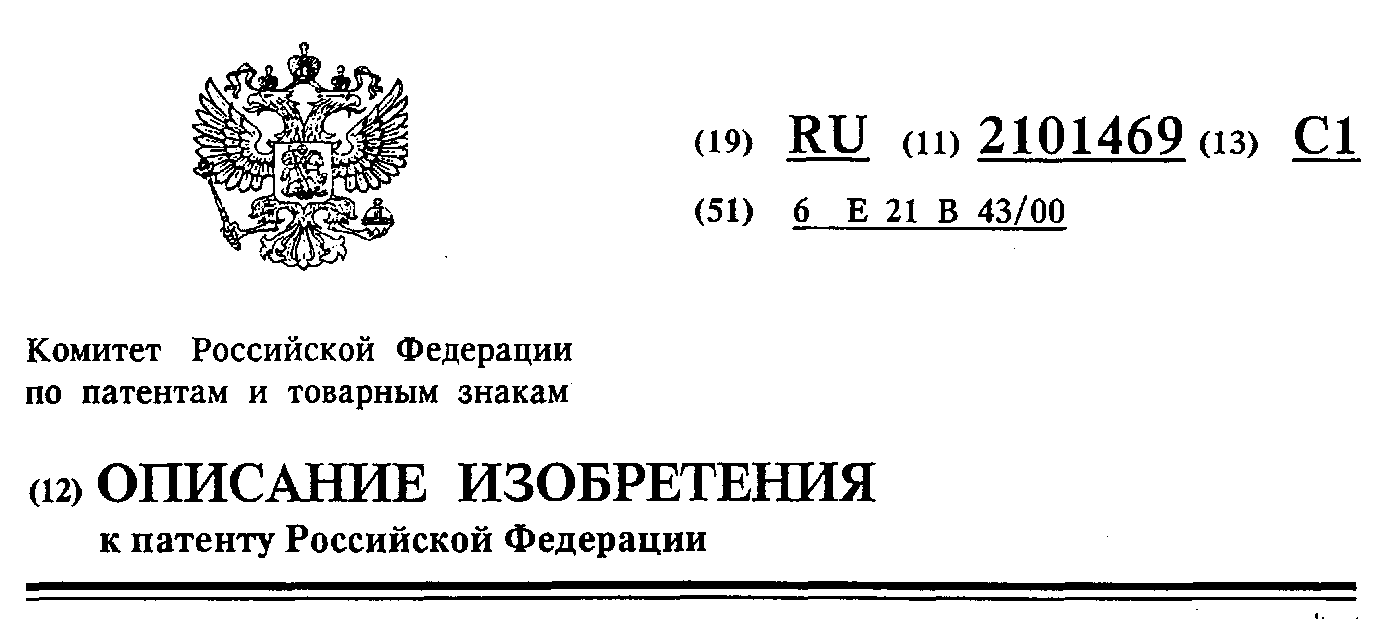 (19) RU (11) 2101469 (13) C1
(51) 6 E 21 B 43/00
Комитет Российской Федерации
по патентам и товарным знакам
(12) ОПИСАНИЕ ИЗОБРЕТЕНИЯ
к патенту Российской Федерации